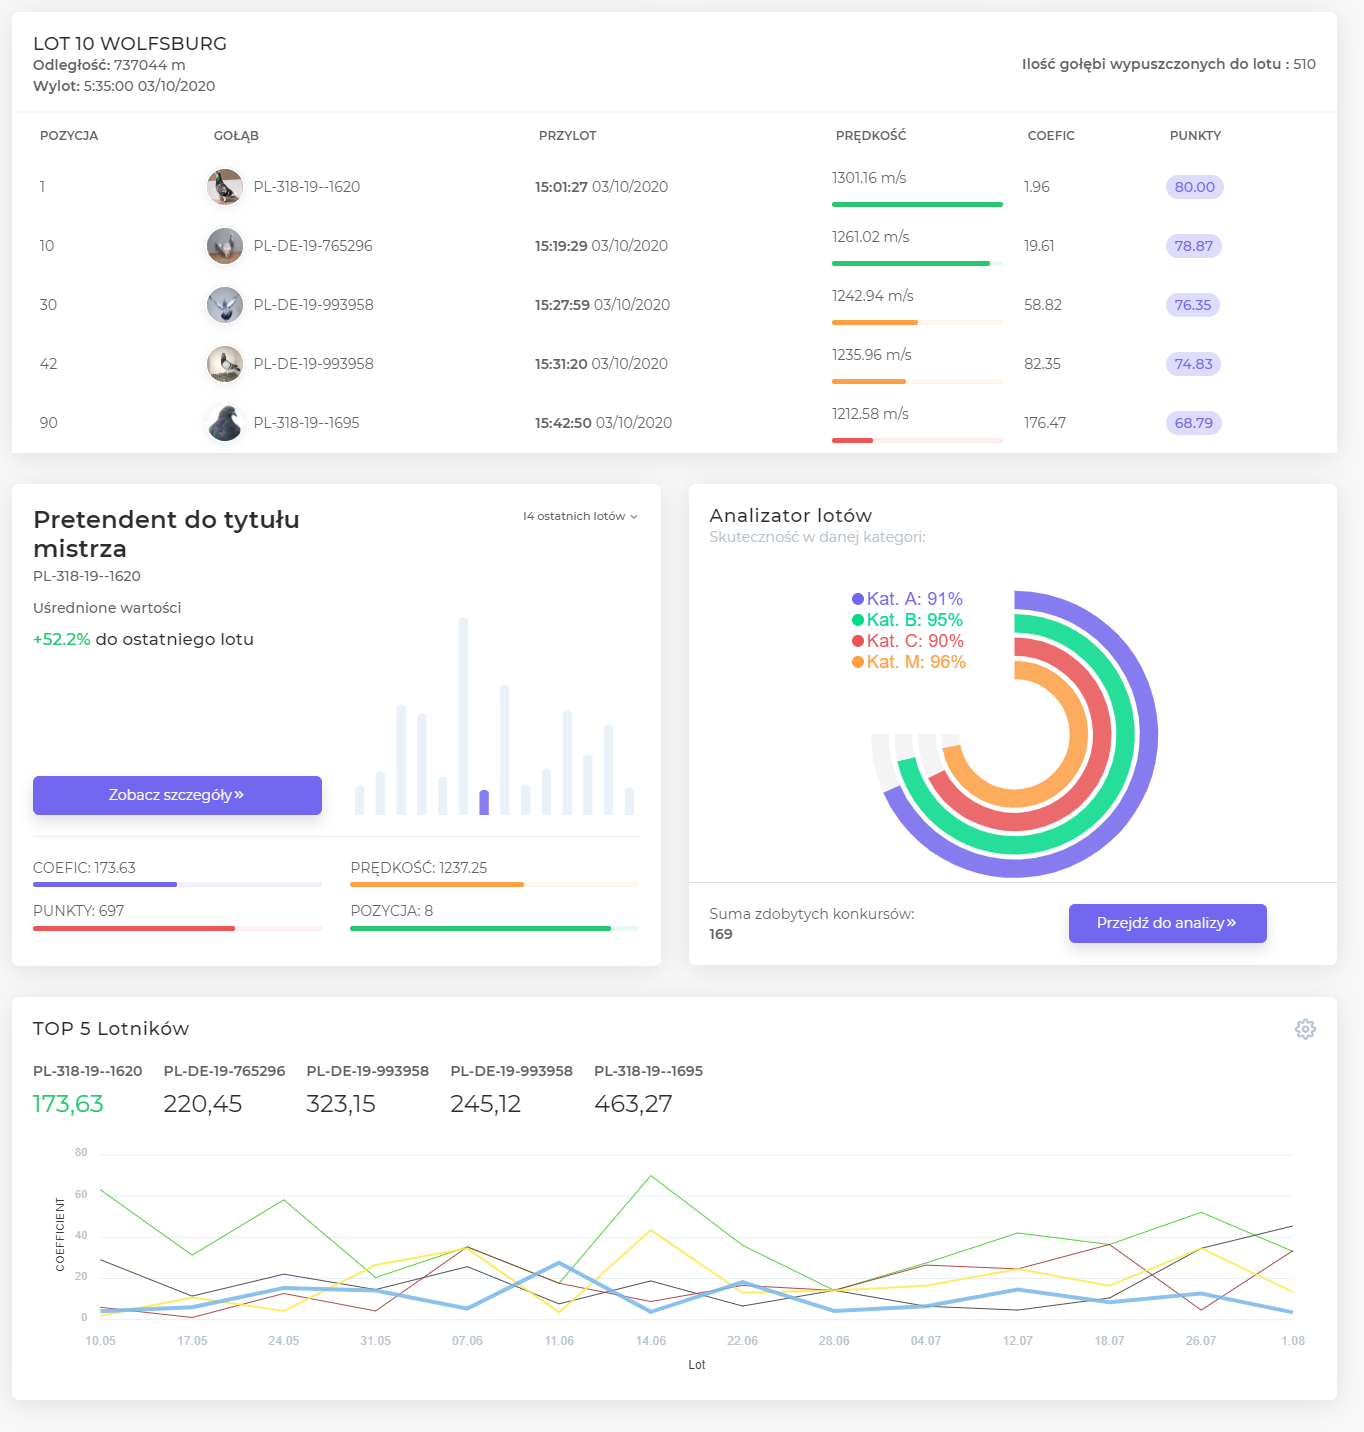 LOT 10 WOLFSBURG
Odległość: 737044 m
Wylot: 5:35:00 03/10/2020
Ilość gołębi wypuszczonych do lotu : 510
POZYCJA GOŁĄB PRZYLOT PRĘDKOŚĆ COEFIC PUNKTY
1 PL-318-19--1620 15:01:27 03/10/2020 1301.16 m/s 1.96 80.00
10 PL-DE-19-765296 15:19:29 03/10/2020 1261.02 m/s 19.61 78.87
30 PL-DE-19-993958 15:27:59 03/10/2020 1242.94 m/s 58.82 76.35
42 PL-DE-19-993958 15:31:20 03/10/2020 1235.96 m/s 82.35 74.83
90 PL-318-19--1695 15:42:50 03/10/2020 1212.58 m/s 176.47 68.79
Pretendent do tytułu
mistrza
I4 ostatnich lotów
PL-318-19--1620
Uśrednione wartości
+52.2% do ostatniego lotu
Zobacz szczegóły»
COEFIC: 173.63
PRĘDKOŚĆ: 1237.25
PUNKTY: 697
POZYCJA: 8
Analizator lotów
Skuteczność w danej kategori:
Kat. A: 91%
Kat. B: 95%
Kat. C: 90%
Kat. M: 96%
Suma zdobytych konkursów:
169
Przejdź do analizy»
TOP 5 Lotników
PL-318-19--1620 PL-DE-19-765296 PL-DE-19-993958 PL-DE-19-993958 PL-318-19--1695
173,63 220,45 323,15 245,12 463,27
COEFFICIENT
80
60
40
20
0
10.05 17.05 24.05 31.05 07.06 11.06 14.06 22.06 28.06 04.07 12.07 18.07 26.07 1.08
Lot